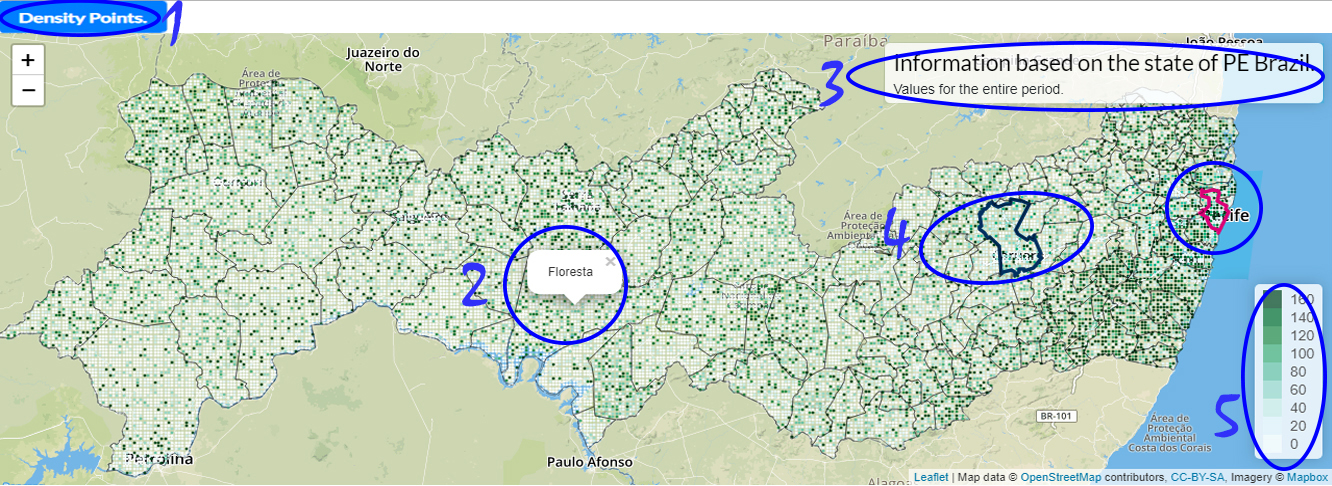 Density Points.
1
+
−
Juazeiro do
Norte
Área de
Paraíba
João Pessoa
3
Information based on the state of PE Brazil.
Values for the entire period.
4
Área de
Proteção
Ambiental
2
Floresta
×
160
140
120
100
80
60
40
20
0
5
BR-101
Área de
Proteção
Ambiental
Costa dos Corais
Petrolina
Paulo Afonso
Alagoa
Leaflet | Map data © OpenStreetMap contributors, CC-BY-SA, Imagery © Mapbox